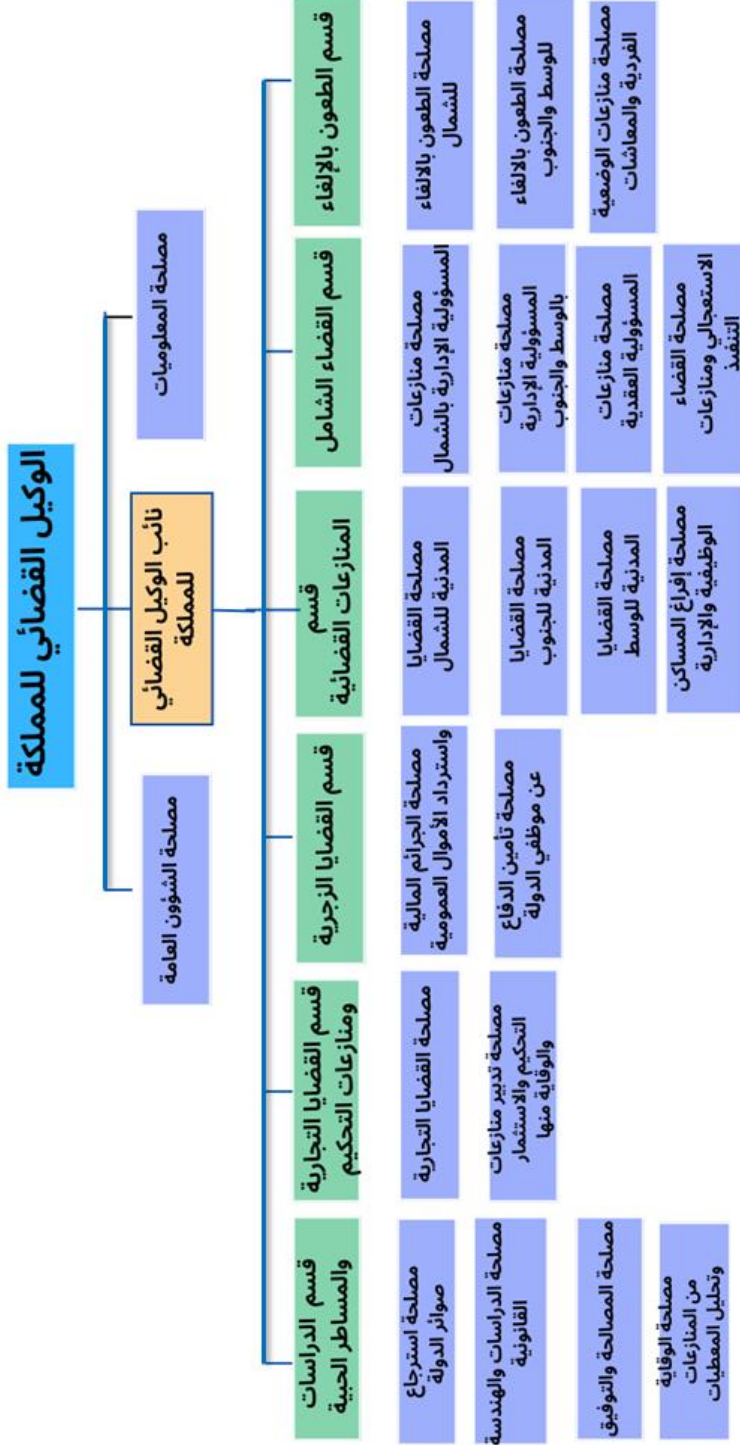 الوكيل القضائي للمملكة
مصلحة المعلوميات
نائب الوكيل القضائي
للمملكة
مصلحة الشؤون العامة
قسم الطعون بالإلغاء
مصلحة الطعون بالالغاء
للشمال
مصلحة الطعون بالالغاء
للوسط والجنوب
مصلحة منازعات الوضعية
الفردية والمعاشات
قسم القضاء الشامل
مصلحة منازعات
المسؤولية الإدارية بالشمال
مصلحة منازعات
المسؤولية الإدارية
بالوسط والجنوب
مصلحة منازعات
المسؤولية العقدية
مصلحة القضاء
الاستعجالي ومنازعات
التنفيذ
قسم
المنازعات القضائية
مصلحة القضايا
المدنية للشمال
مصلحة القضايا
المدنية للجنوب
مصلحة القضايا
المدنية للوسط
مصلحة إفراغ المساكن
الوظيفية والإدارية
قسم القضايا الزجرية
مصلحة الجرائم المالية
واسترداد الأموال العمومية
مصلحة تأمين الدفاع
عن موظفي الدولة
قسم القضايا التجارية
ومنازعات التحكيم
مصلحة القضايا التجارية
مصلحة تدبير منازعات
التحكيم والاستثمار
والوقاية منها
قسم الدراسات
والمساطر الحبية
مصلحة استرجاع
صوائر الدولة
مصلحة الدراسات والهندسة
القانونية
مصلحة المصالحة والتوفيق
مصلحة الوقاية
من المنازعات
وتحليل المعطيات